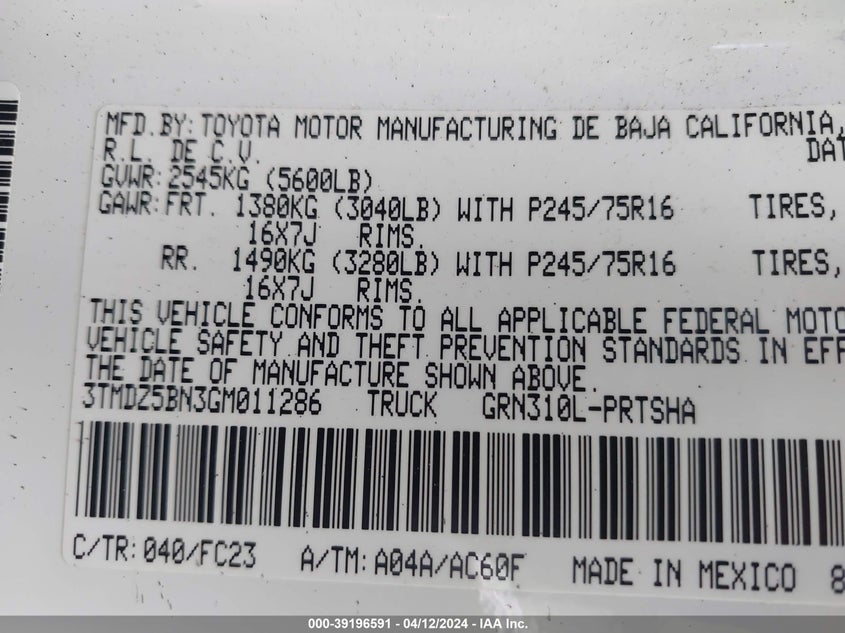 MFD.BY:TOYOTA MOTOR MANUFACTURING DE BAJA CALIFORNIA,
R.L. DE C.V.
GVWR:2545KG (5600LB)
GAWR:FRT. 1380KG (3040LB) WITH P245/75R16 TIRES,
16X7J RIMS.
RR. 1490KG (3280LB) WITH P245/75R16 TIRES,
16X7J RIMS.
THIS VEHICLE CONFORMS TO ALL APPLICABLE FEDERAL
VEHICLE SAFETY AND THEFT PREVENTION STANDARDS IN
THE DATE OF MANUFACTURE SHOWN ABOVE.
3TMDZ5BN3GM011286 TRUCK GRN310L-PRTSHA
C/TR:040/FC23 A/TM:A04A/AC60F MADE IN MEXICO
000-39196591 - 04/12/2024 - IAA Inc.